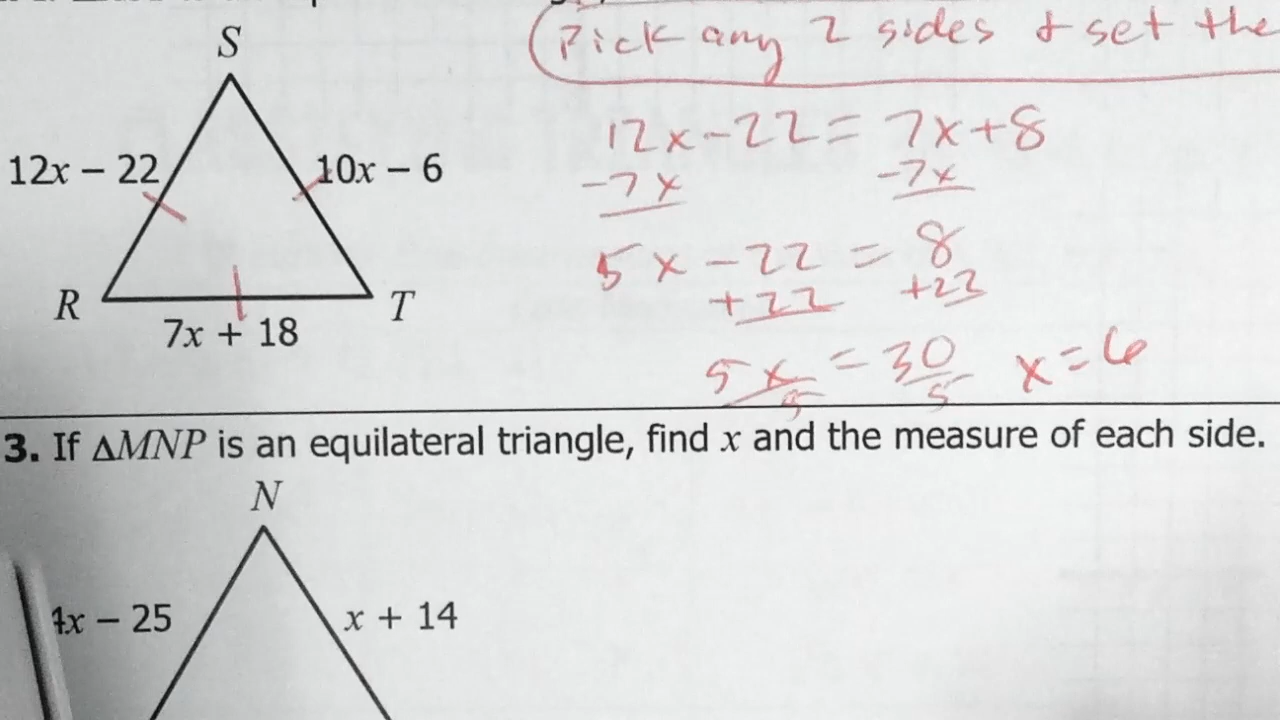 Pick any 2 sides & set the
S
12x-22 = 7x+8
12x – 22
10x – 6
-7x -7x
5x-22 = 8
+22 +22
R
T
7x + 18
5x = 30 x = 6
5 5
3. If ΔMNP is an equilateral triangle, find x and the measure of each side.
N
4x – 25
x + 14